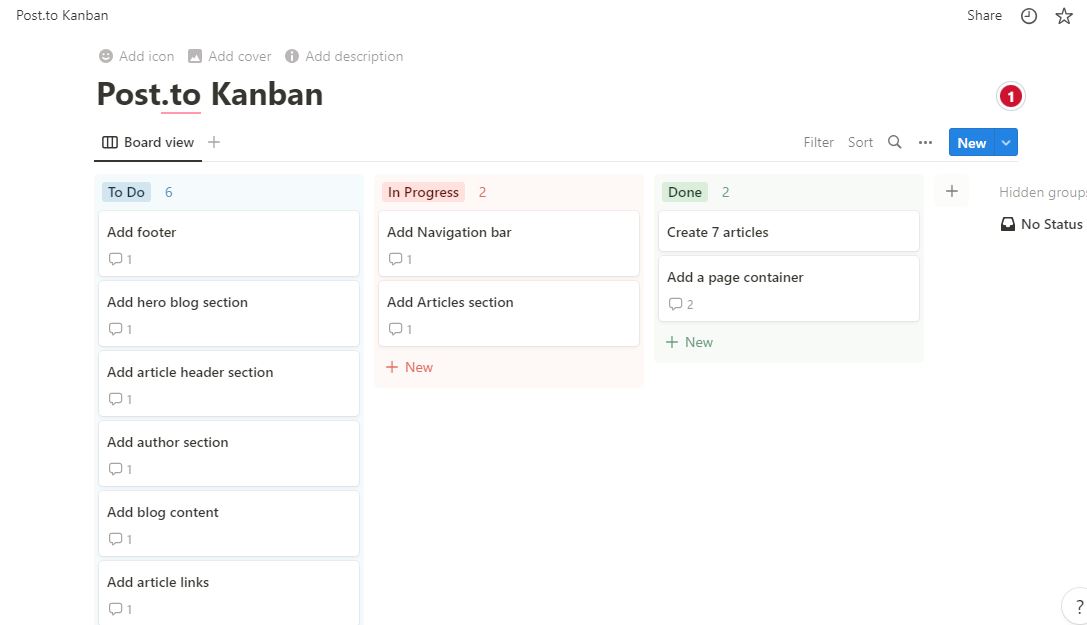 Post.to Kanban
Share
Add icon Add cover Add description
Post.to Kanban
1
Board view
Filter Sort New
To Do 6
Add footer
1
Add hero blog section
1
Add article header section
1
Add author section
1
Add blog content
1
Add article links
1
In Progress 2
Add Navigation bar
1
Add Articles section
1
+ New
Done 2
Create 7 articles
Add a page container
2
+ New
Hidden groups
No Status
?